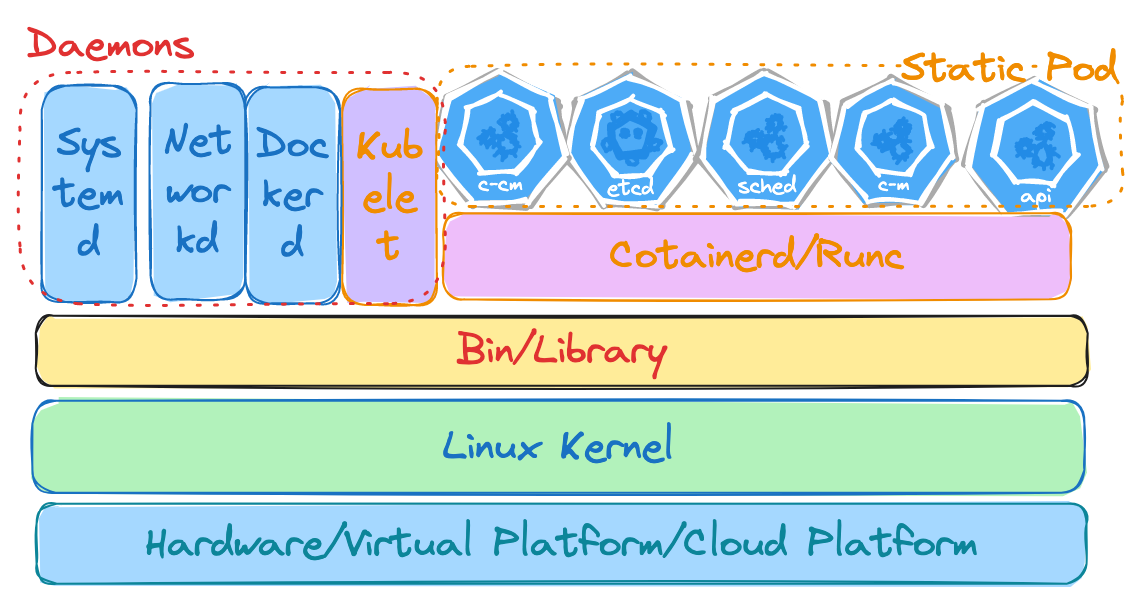 Daemons
Static Pod
Sys
tem
d
Net
wor
kd
Doc
ker
d
Kub
ele
t
c-cm
etcd
sched
c-m
api
Cotainerd/Runc
Bin/Library
Linux Kernel
Hardware/Virtual Platform/Cloud Platform